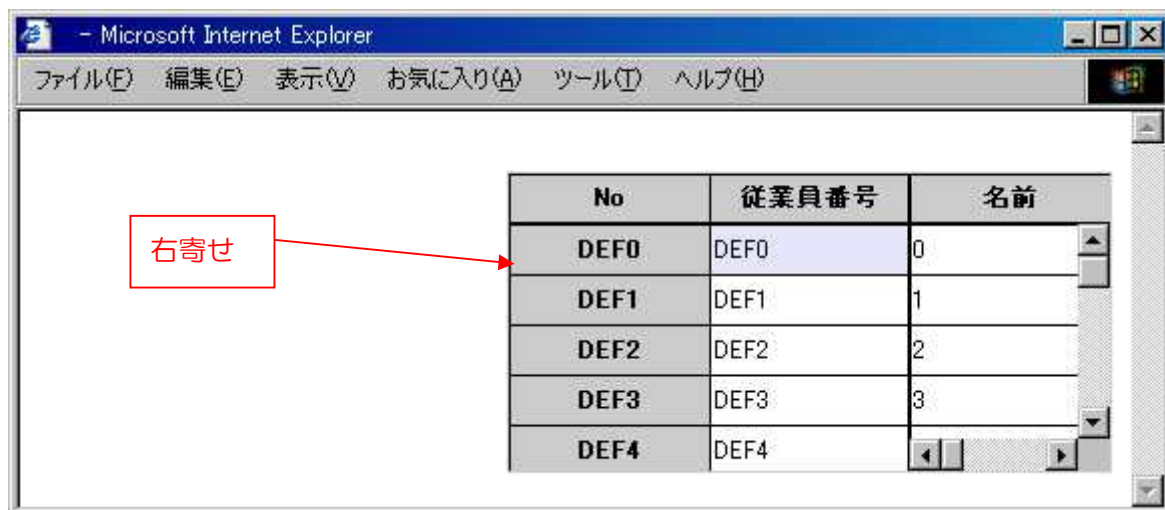 - Microsoft Internet Explorer
ファイル(F) 編集(E) 表示(V) お気に入り(A) ツール(T) ヘルプ(H)
No 従業員番号 名前
右寄せ
DEF0 DEF0 0
DEF1 DEF1 1
DEF2 DEF2 2
DEF3 DEF3 3
DEF4 DEF4